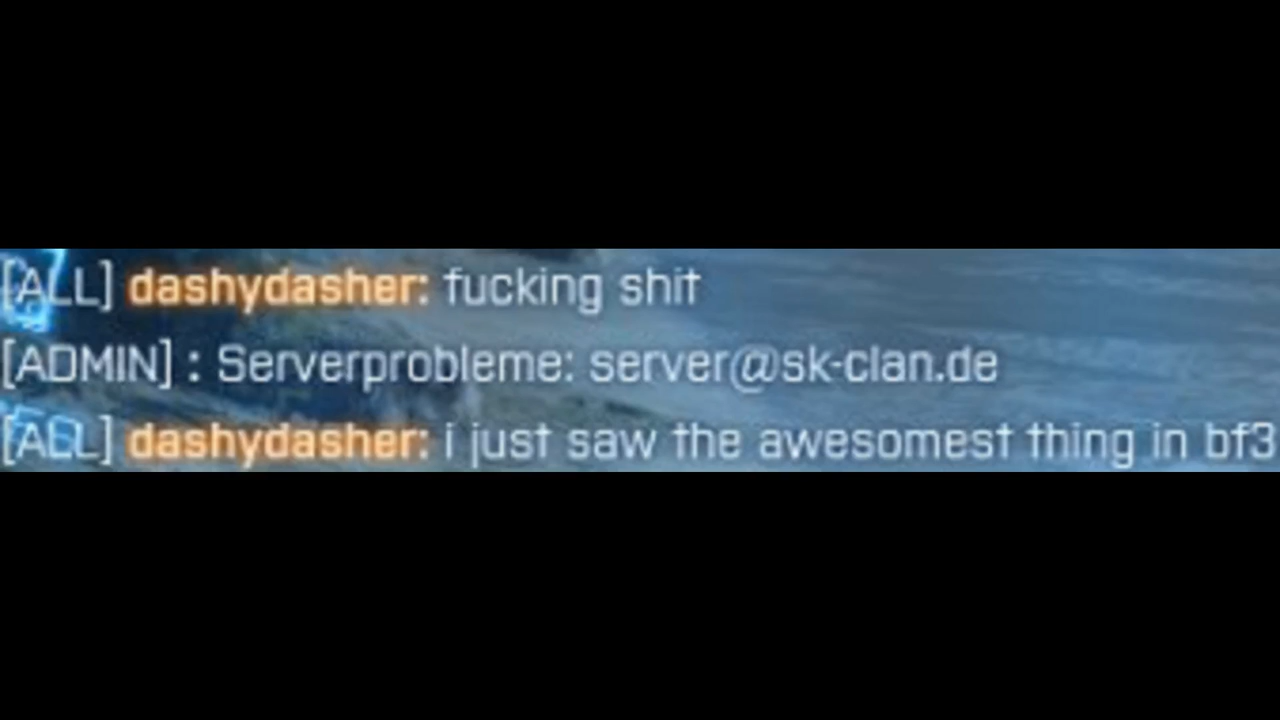 [ALL] dashydasher: fucking shit
[ADMIN] : Serverprobleme: server@sk-clan.de
[ALL] dashydasher: i just saw the awesomest thing in bf3